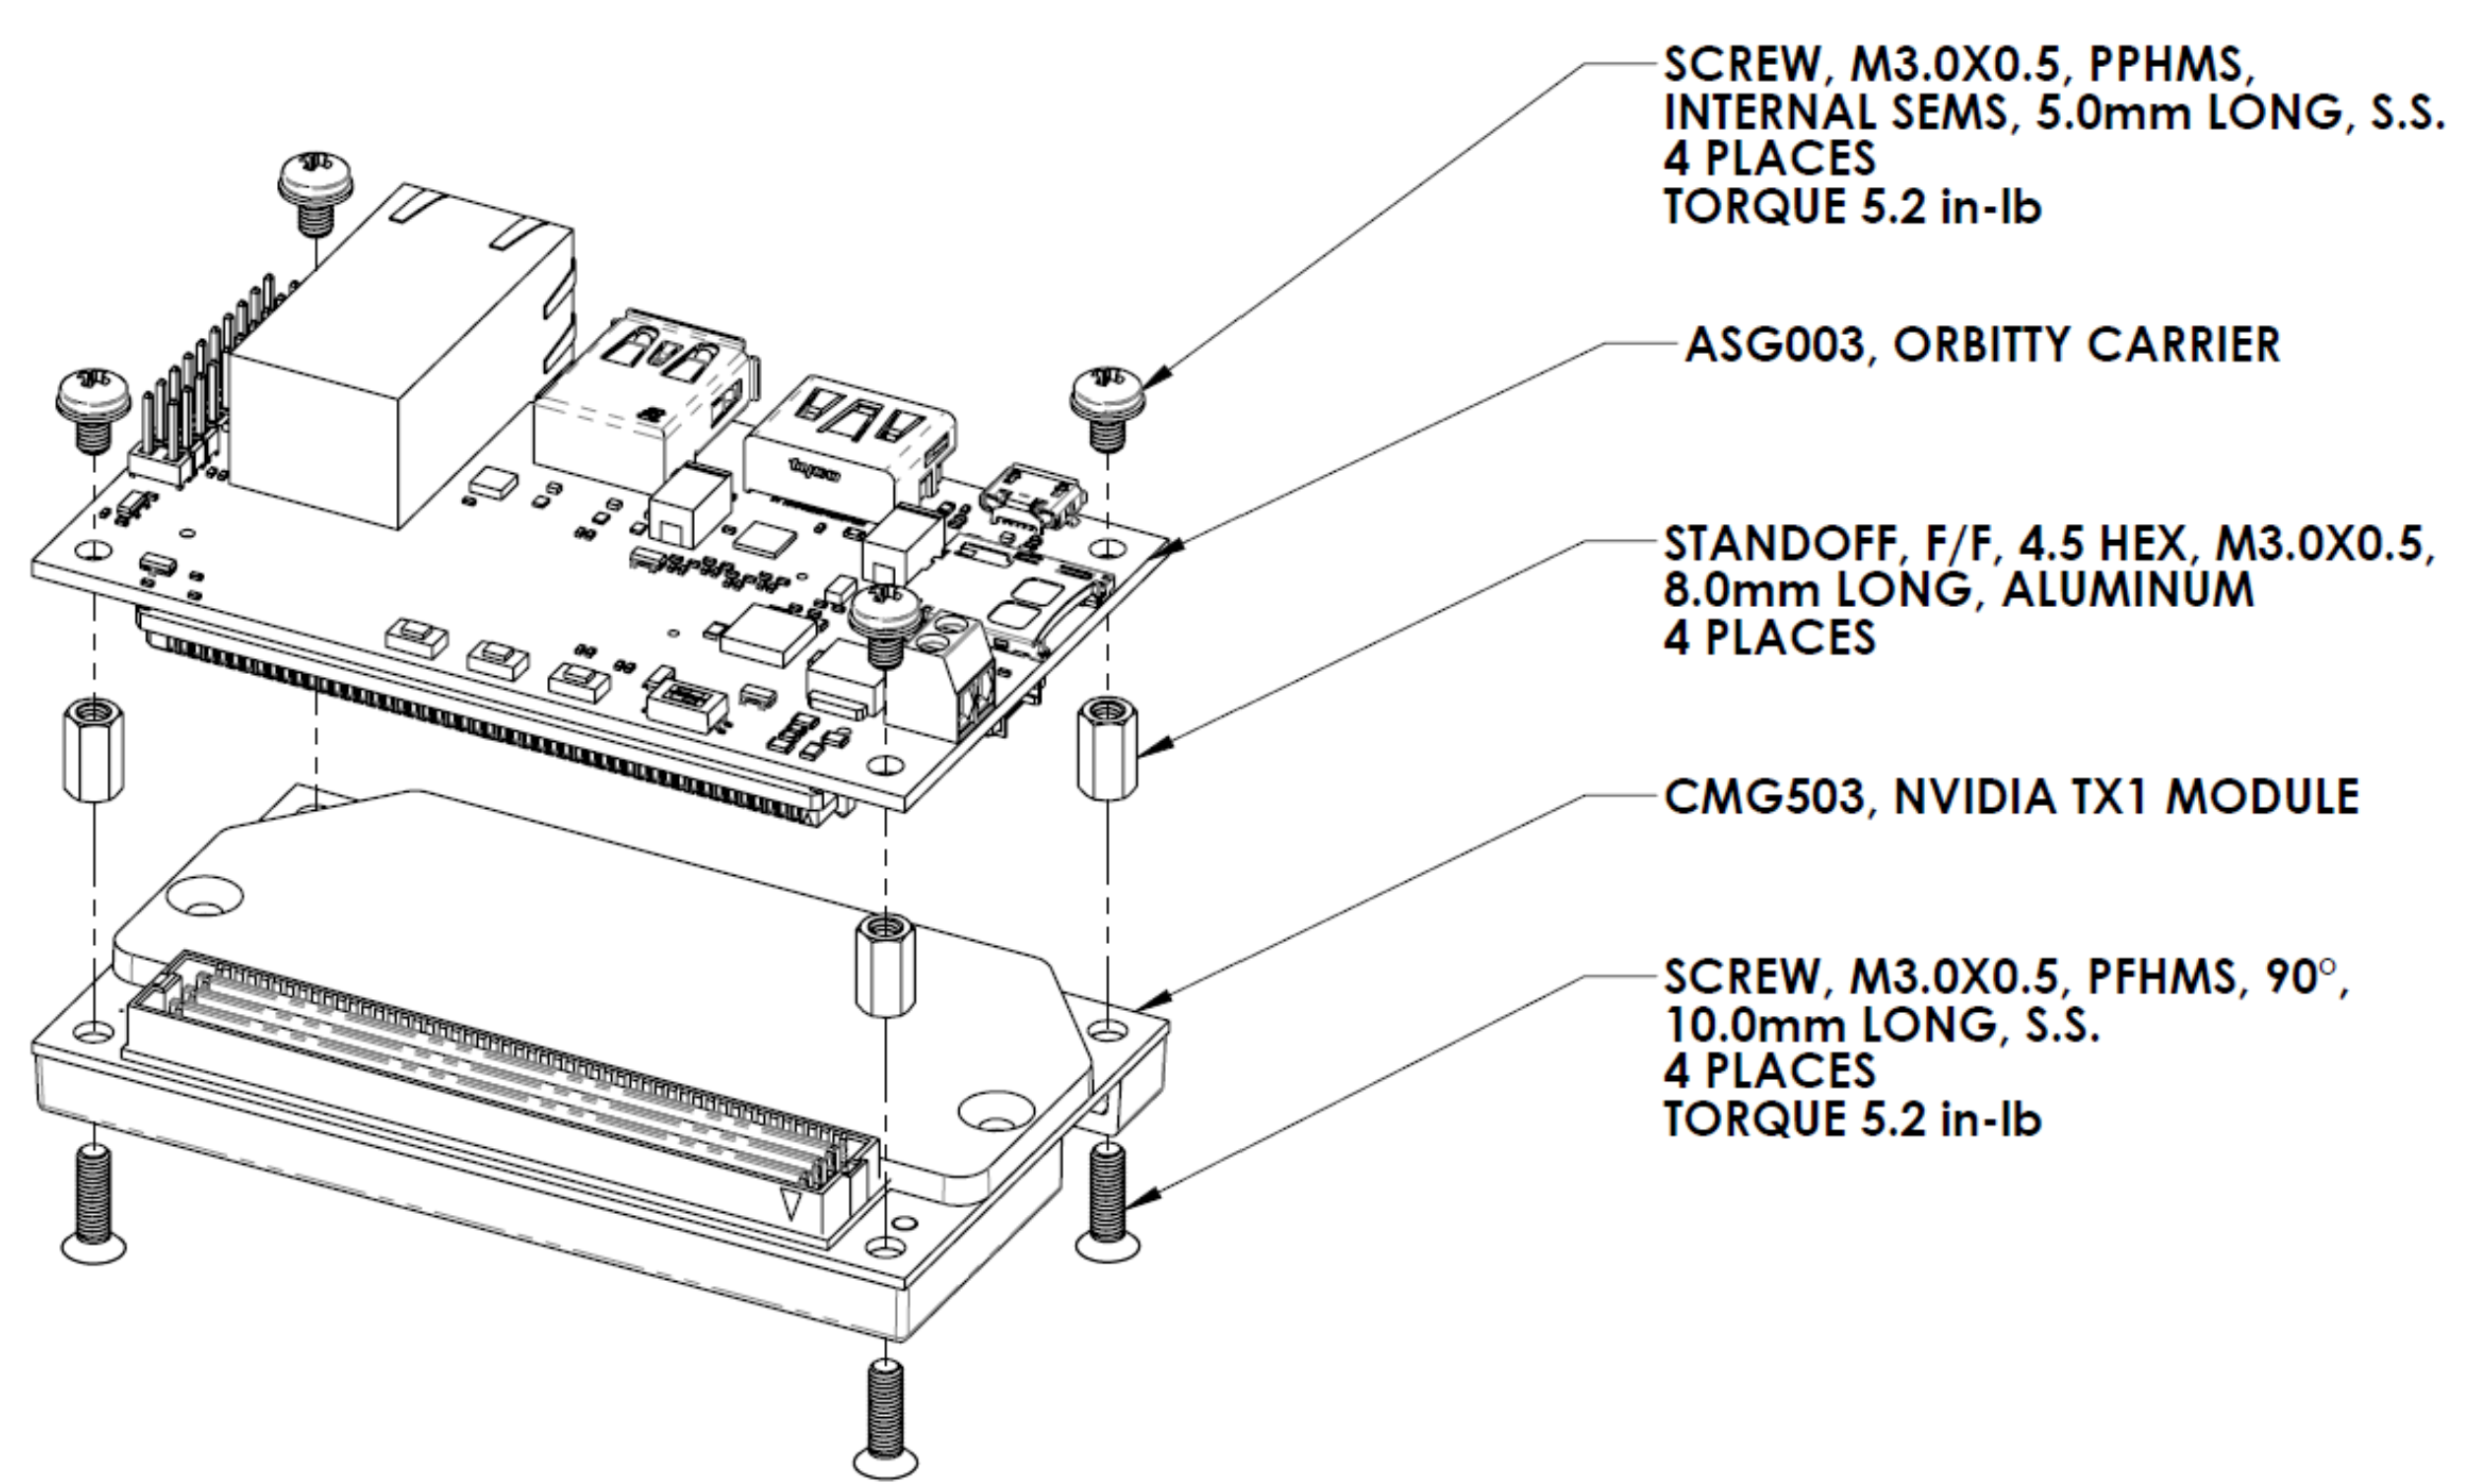 SCREW, M3.0X0.5, PPHMS,
INTERNAL SEMS, 5.0mm LONG, S.S.
4 PLACES
TORQUE 5.2 in-lb
ASG003, ORBITTY CARRIER
STANDOFF, F/F, 4.5 HEX, M3.0X0.5,
8.0mm LONG, ALUMINUM
4 PLACES
CMG503, NVIDIA TX1 MODULE
SCREW, M3.0X0.5, PFHMS, 90°,
10.0mm LONG, S.S.
4 PLACES
TORQUE 5.2 in-lb